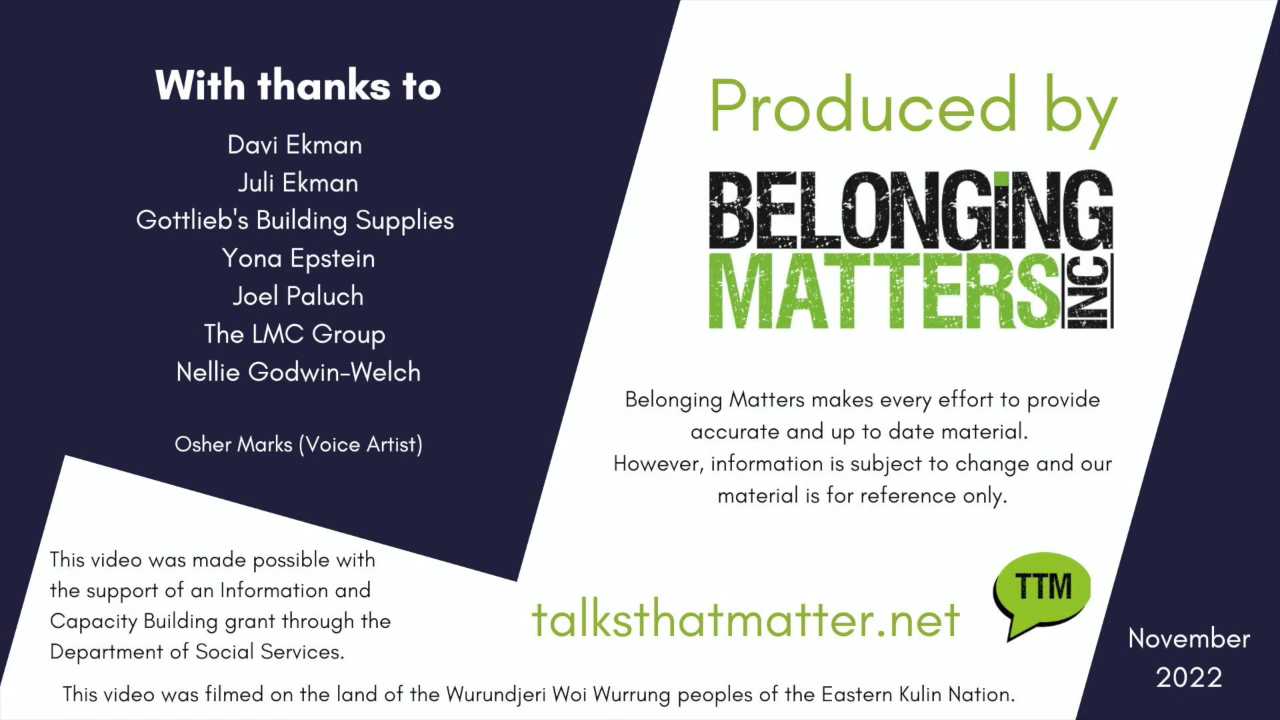 With thanks to
Davi Ekman
Juli Ekman
Gottlieb's Building Supplies
Yona Epstein
Joel Paluch
The LMC Group
Nellie Godwin-Welch
Osher Marks (Voice Artist)
Produced by
BELONGiNG
MATTERS INC
Belonging Matters makes every effort to provide
accurate and up to date material.
However, information is subject to change and our
material is for reference only.
This video was made possible with
the support of an Information and
Capacity Building grant through the
Department of Social Services.
talksthatmatter.net
TTM
November
2022
This video was filmed on the land of the Wurundjeri Woi Wurrung peoples of the Eastern Kulin Nation.